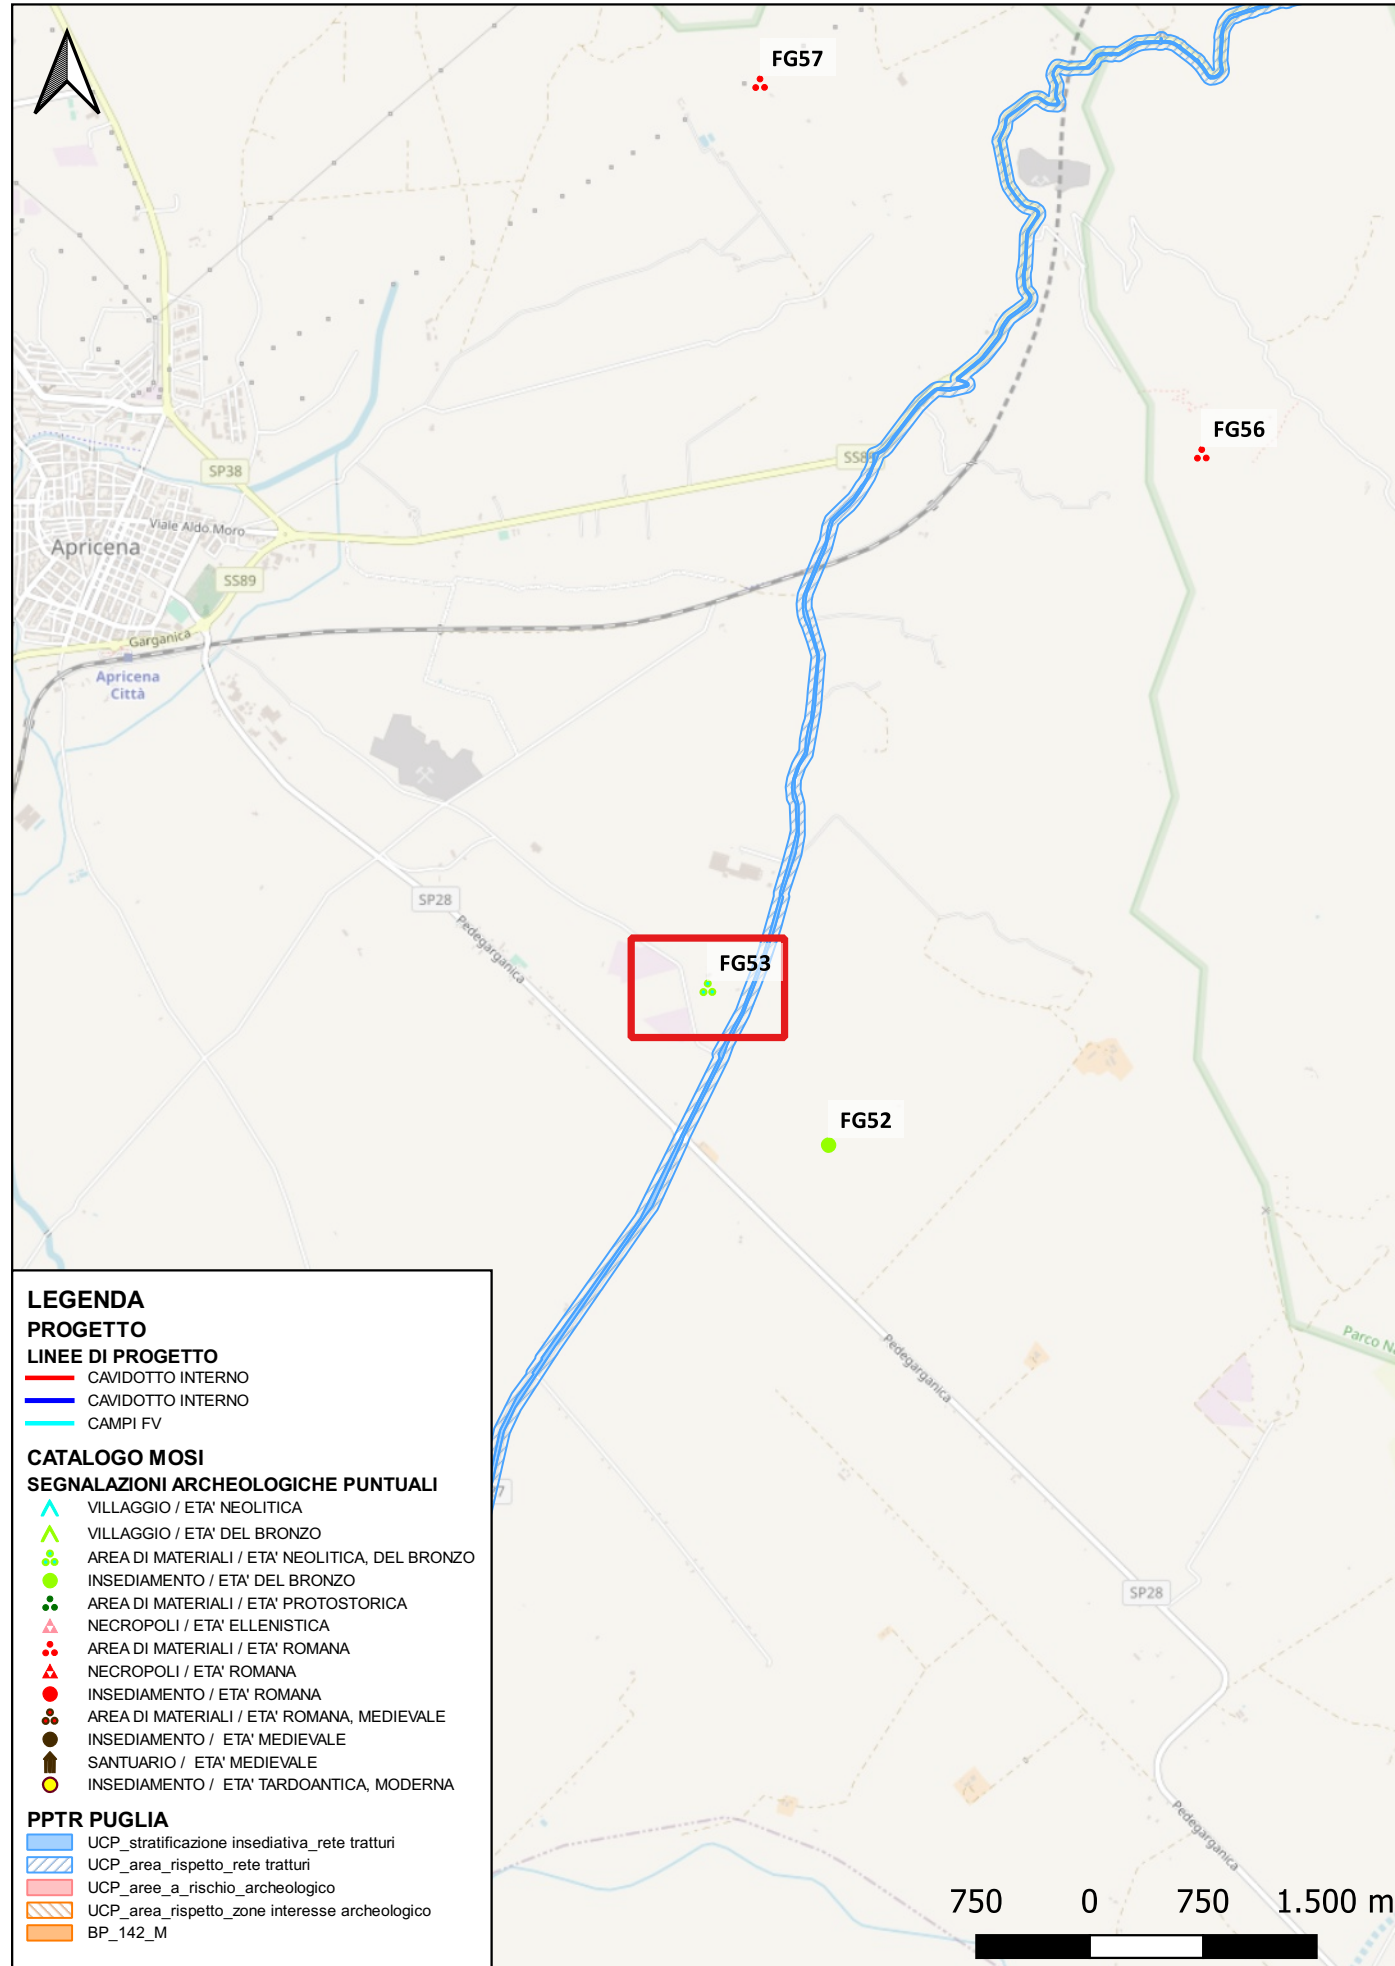 FG57
FG56
SP38
SS89
Viale Aldo Moro
Apricena
SS89
Garganica
Apricena
Città
SP28
Pedegarganica
FG53
FG52
Pedegarganica
Parco Na
7
SP28
Pedegarganica
LEGENDA
PROGETTO
LINEE DI PROGETTO
CAVIDOTTO INTERNO
CAVIDOTTO INTERNO
CAMPI FV
CATALOGO MOSI
SEGNALAZIONI ARCHEOLOGICHE PUNTUALI
VILLAGGIO / ETA' NEOLITICA
VILLAGGIO / ETA' DEL BRONZO
AREA DI MATERIALI / ETA' NEOLITICA, DEL BRONZO
INSEDIAMENTO / ETA' DEL BRONZO
AREA DI MATERIALI / ETA' PROTOSTORICA
NECROPOLI / ETA' ELLENISTICA
AREA DI MATERIALI / ETA' ROMANA
NECROPOLI / ETA' ROMANA
INSEDIAMENTO / ETA' ROMANA
AREA DI MATERIALI / ETA' ROMANA, MEDIEVALE
INSEDIAMENTO / ETA' MEDIEVALE
SANTUARIO / ETA' MEDIEVALE
INSEDIAMENTO / ETA' TARDOANTICA, MODERNA
PPTR PUGLIA
UCP_stratificazione insediativa_rete tratturi
UCP_area_rispetto_rete tratturi
UCP_aree_a_rischio_archeologico
UCP_area_rispetto_zone interesse archeologico
BP_142_M
750 0 750 1.500 m